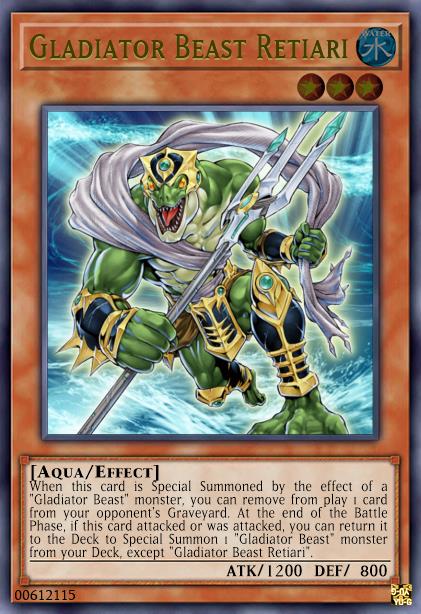 GLADIATOR BEAST RETIARI
WATER
水
[AQUA/EFFECT]
When this card is Special Summoned by the effect of a
"Gladiator Beast" monster, you can remove from play 1 card
from your opponent's Graveyard. At the end of the Battle
Phase, if this card attacked or was attacked, you can return it
to the Deck to Special Summon 1 "Gladiator Beast" monster
from your Deck, except "Gladiator Beast Retiari".
ATK/1200 DEF/ 800
00612115